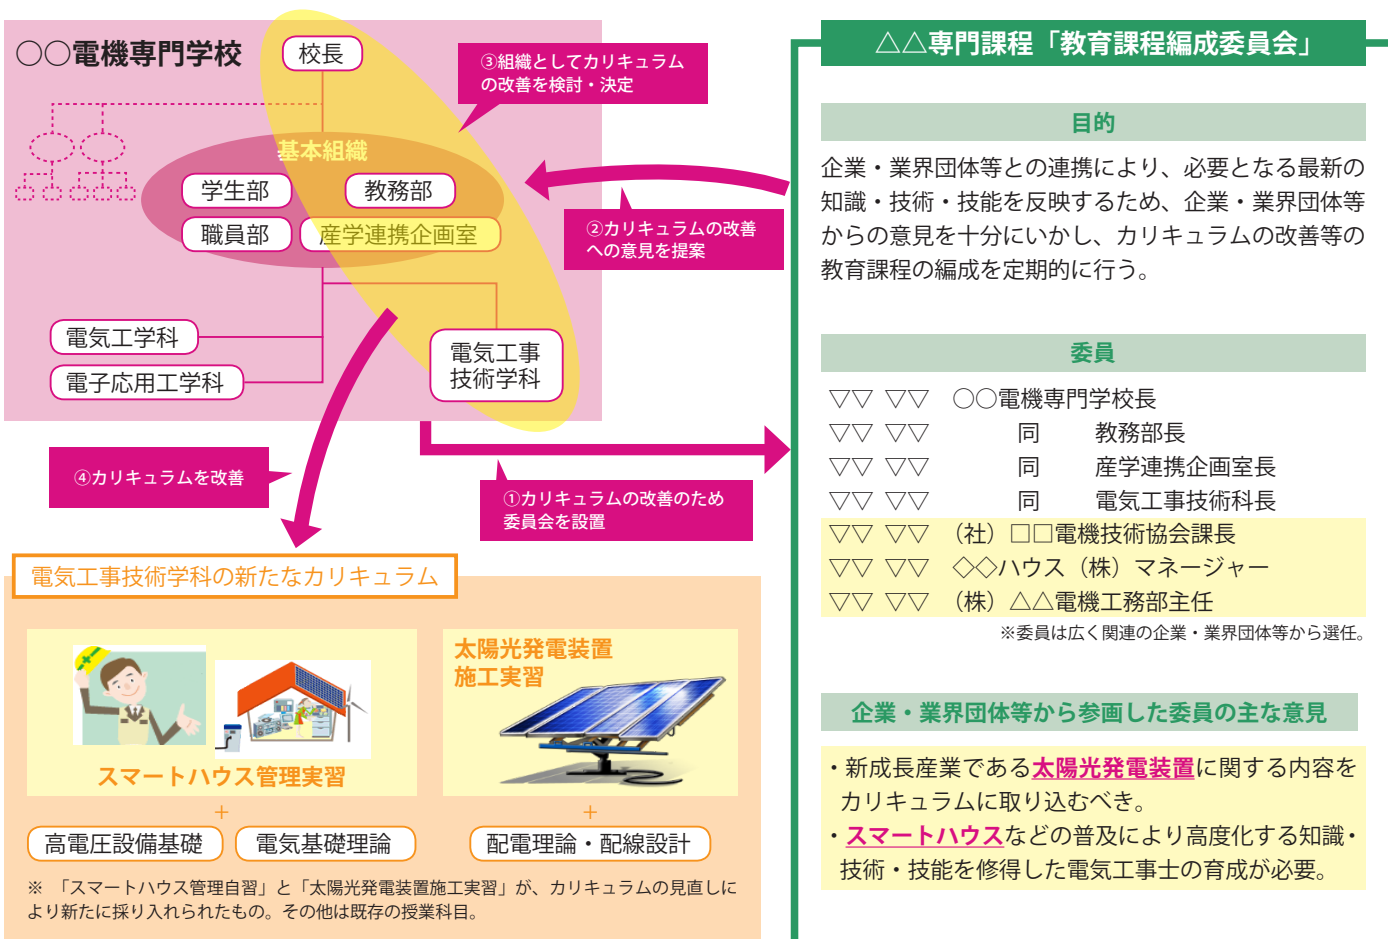 ○○電機専門学校
校長
③組織としてカリキュラム
の改善を検討・決定
基本組織
学生部
教務部
職員部
産学連携企画室
②カリキュラムの改善
への意見を提案
電気工学科
電子応用工学科
電気工事
技術学科
④カリキュラムを改善
①カリキュラムの改善のため
委員会を設置
電気工事技術学科の新たなカリキュラム
スマートハウス管理実習
太陽光発電装置
施工実習
＋
＋
高電圧設備基礎
電気基礎理論
配電理論・配線設計
※ 「スマートハウス管理自習」と「太陽光発電装置施工実習」が、カリキュラムの見直しに
より新たに採り入れられたもの。その他は既存の授業科目。
△△専門課程「教育課程編成委員会」
目的
企業・業界団体等との連携により、必要となる最新の
知識・技術・技能を反映するため、企業・業界団体等
からの意見を十分にいかし、カリキュラムの改善等の
教育課程の編成を定期的に行う。
委員
▽▽ ▽▽ ○○電機専門学校長
▽▽ ▽▽ 同 教務部長
▽▽ ▽▽ 同 産学連携企画室長
▽▽ ▽▽ 同 電気工事技術科長
▽▽ ▽▽ （社）□□電機技術協会課長
▽▽ ▽▽ ◇◇ハウス（株）マネージャー
▽▽ ▽▽ （株）△△電機工務部主任
※委員は広く関連の企業・業界団体等から選任。
企業・業界団体等から参画した委員の主な意見
・新成長産業である太陽光発電装置に関する内容を
カリキュラムに取り込むべき。
・スマートハウスなどの普及により高度化する知識・
技術・技能を修得した電気工事士の育成が必要。